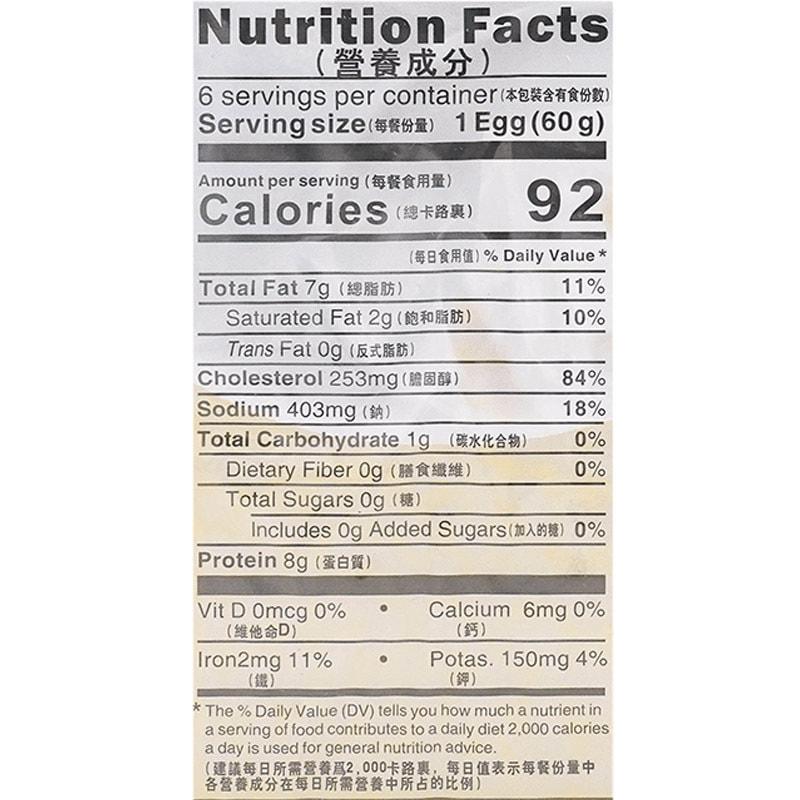 Nutrition Facts
(營養成分)
6 servings per container(本包裝含有食份數)
Serving size(每餐份量) 1 Egg (60 g)
Amount per serving (每餐食用量)
Calories (總卡路裏) 92
(每日食用值) % Daily Value*
Total Fat 7g (總脂肪) 11%
Saturated Fat 2g (飽和脂肪) 10%
Trans Fat 0g (反式脂肪)
Cholesterol 253mg (膽固醇) 84%
Sodium 403mg (鈉) 18%
Total Carbohydrate 1g (碳水化合物) 0%
Dietary Fiber 0g (膳食纖維) 0%
Total Sugars 0g (糖)
Includes 0g Added Sugars(加入的糖) 0%
Protein 8g (蛋白質)
Vit D 0mcg 0% • Calcium 6mg 0%
(維他命D) (鈣)
Iron2mg 11% • Potas. 150mg 4%
(鐵) (鉀)
* The % Daily Value (DV) tells you how much a nutrient in
a serving of food contributes to a daily diet 2,000 calories
a day is used for general nutrition advice.
(建議每日所需營養爲2,000卡路裏, 每日值表示每餐份量中
各營養成分在每日所需營養中所占的比例)